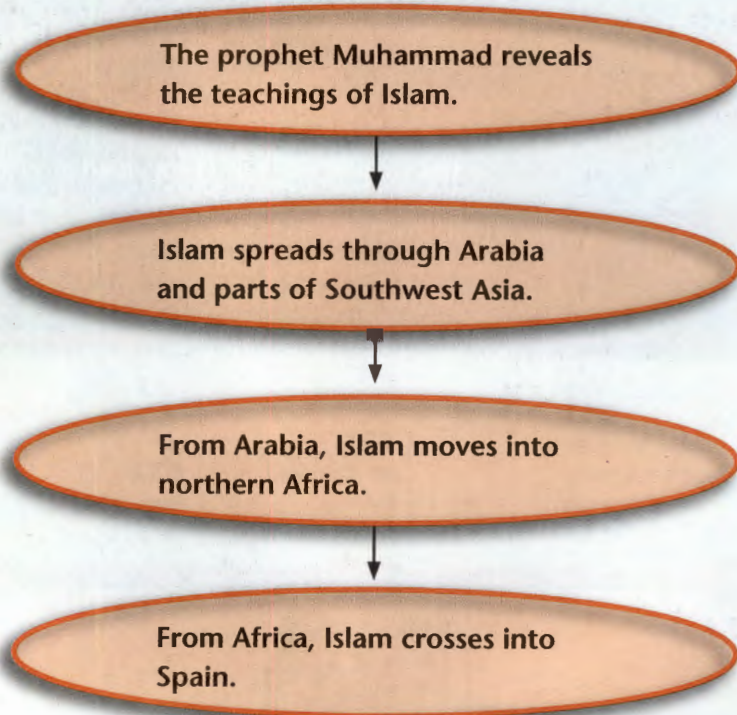 The prophet Muhammad reveals
the teachings of Islam.
Islam spreads through Arabia
and parts of Southwest Asia.
From Arabia, Islam moves into
northern Africa.
From Africa, Islam crosses into
Spain.